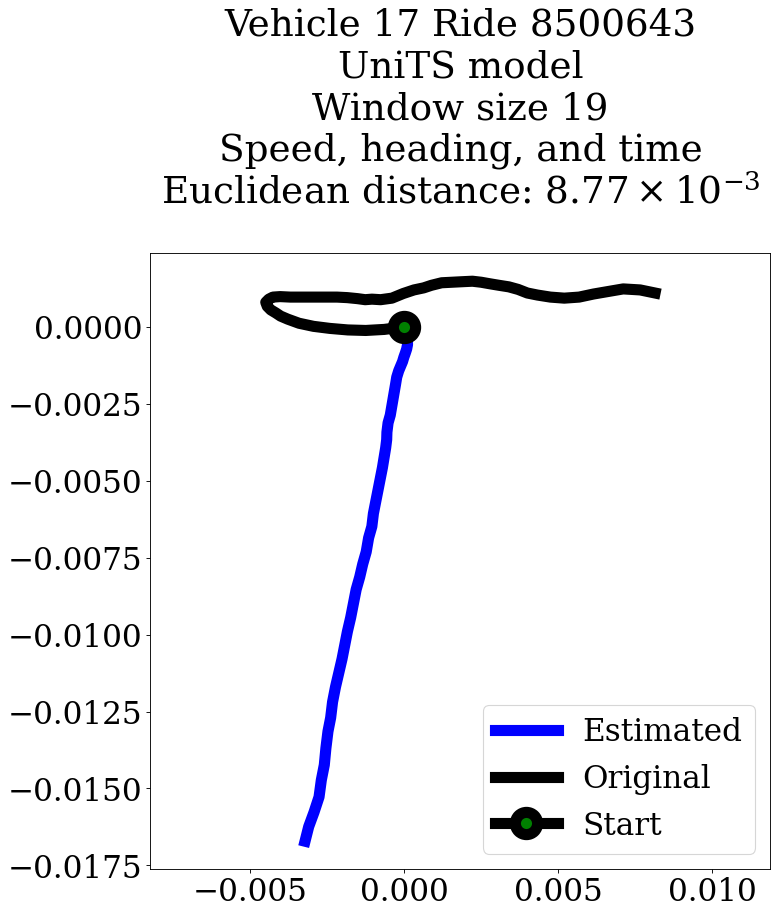 Vehicle 17 Ride 8500643
UniTS model
Window size 19
Speed, heading, and time
Euclidean distance: 8.77 × 10⁻³
0.0000
−0.0025
−0.0050
−0.0075
−0.0100
−0.0125
−0.0150
−0.0175
Estimated
Original
Start
−0.005
0.000
0.005
0.010